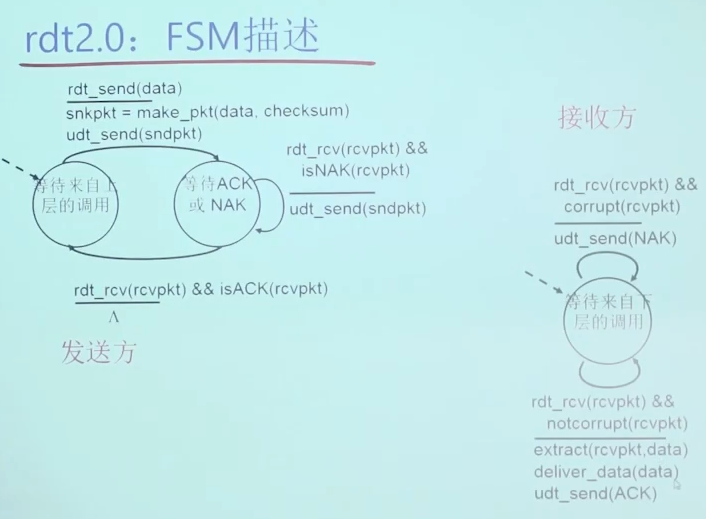 rdt2.0：FSM描述
rdt_send(data)
snkpkt = make_pkt(data, checksum)
udt_send(sndpkt)
等待来自上
层的调用
等待ACK
或 NAK
rdt_rcv(rcvpkt) &&
isNAK(rcvpkt)
udt_send(sndpkt)
rdt_rcv(rcvpkt) && isACK(rcvpkt)
Λ
发送方
接收方
rdt_rcv(rcvpkt) &&
corrupt(rcvpkt)
udt_send(NAK)
等待来自下
层的调用
rdt_rcv(rcvpkt) &&
notcorrupt(rcvpkt)
extract(rcvpkt,data)
deliver_data(data)
udt_send(ACK)